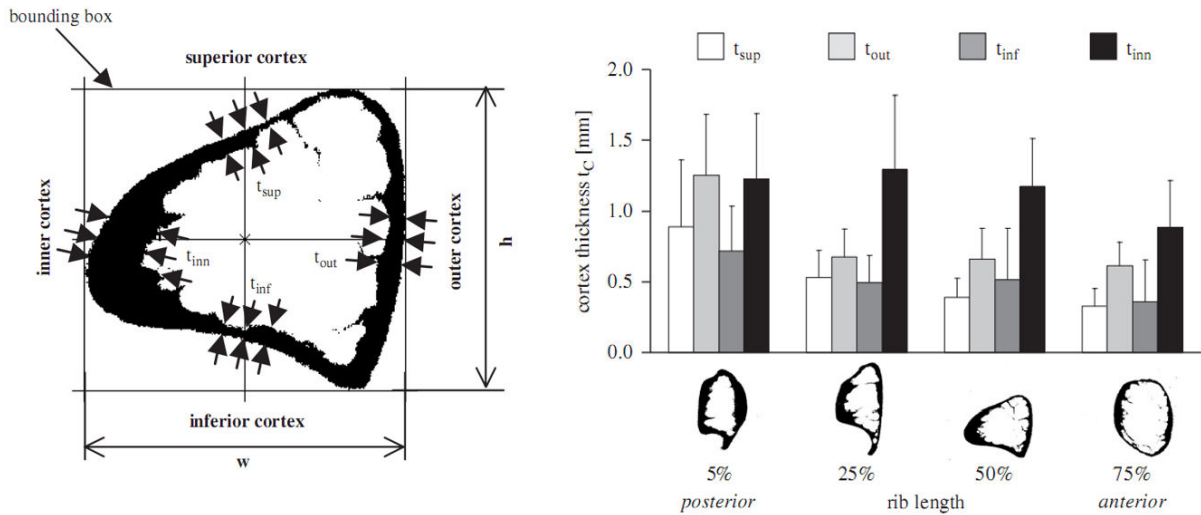 bounding box
superior cortex
inner cortex
t_sup
t_inn
t_out
t_inf
outer cortex
h
inferior cortex
w
t_sup
t_out
t_inf
t_inn
cortex thickness t_C [mm]
2.0
1.5
1.0
0.5
0.0
5%
25%
50%
75%
posterior
rib length
anterior